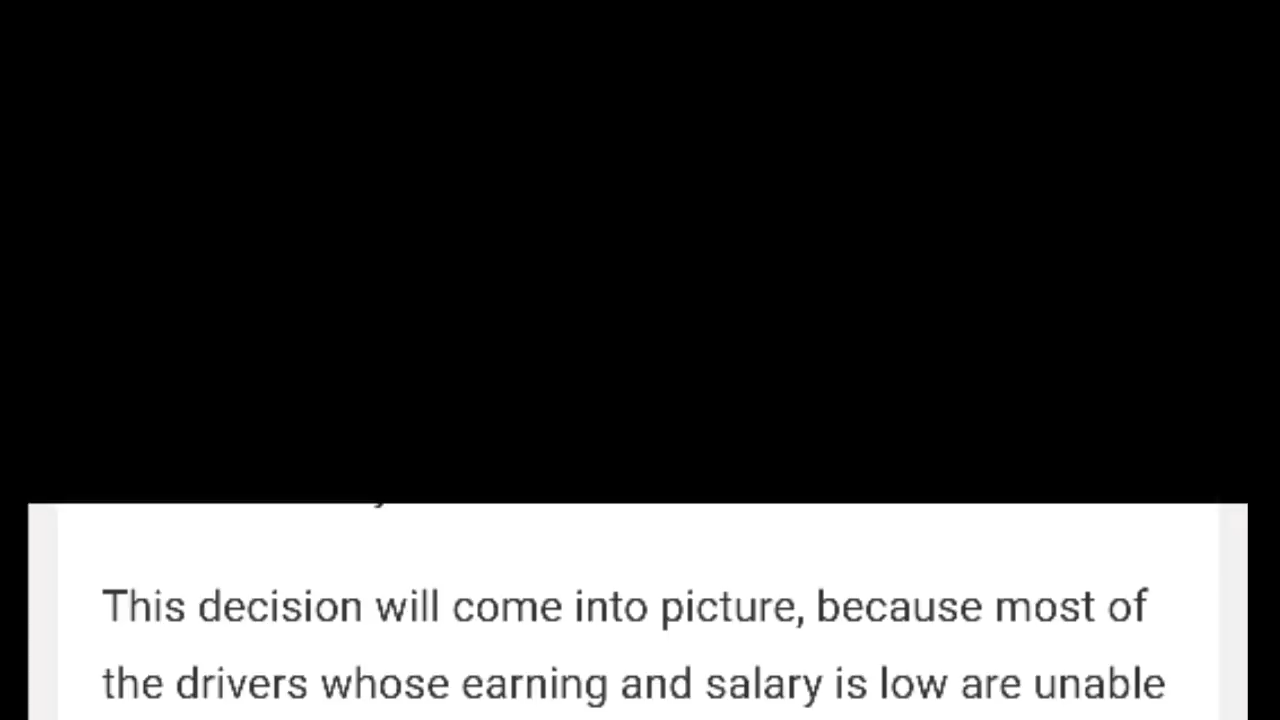 This decision will come into picture, because most of
the drivers whose earning and salary is low are unable